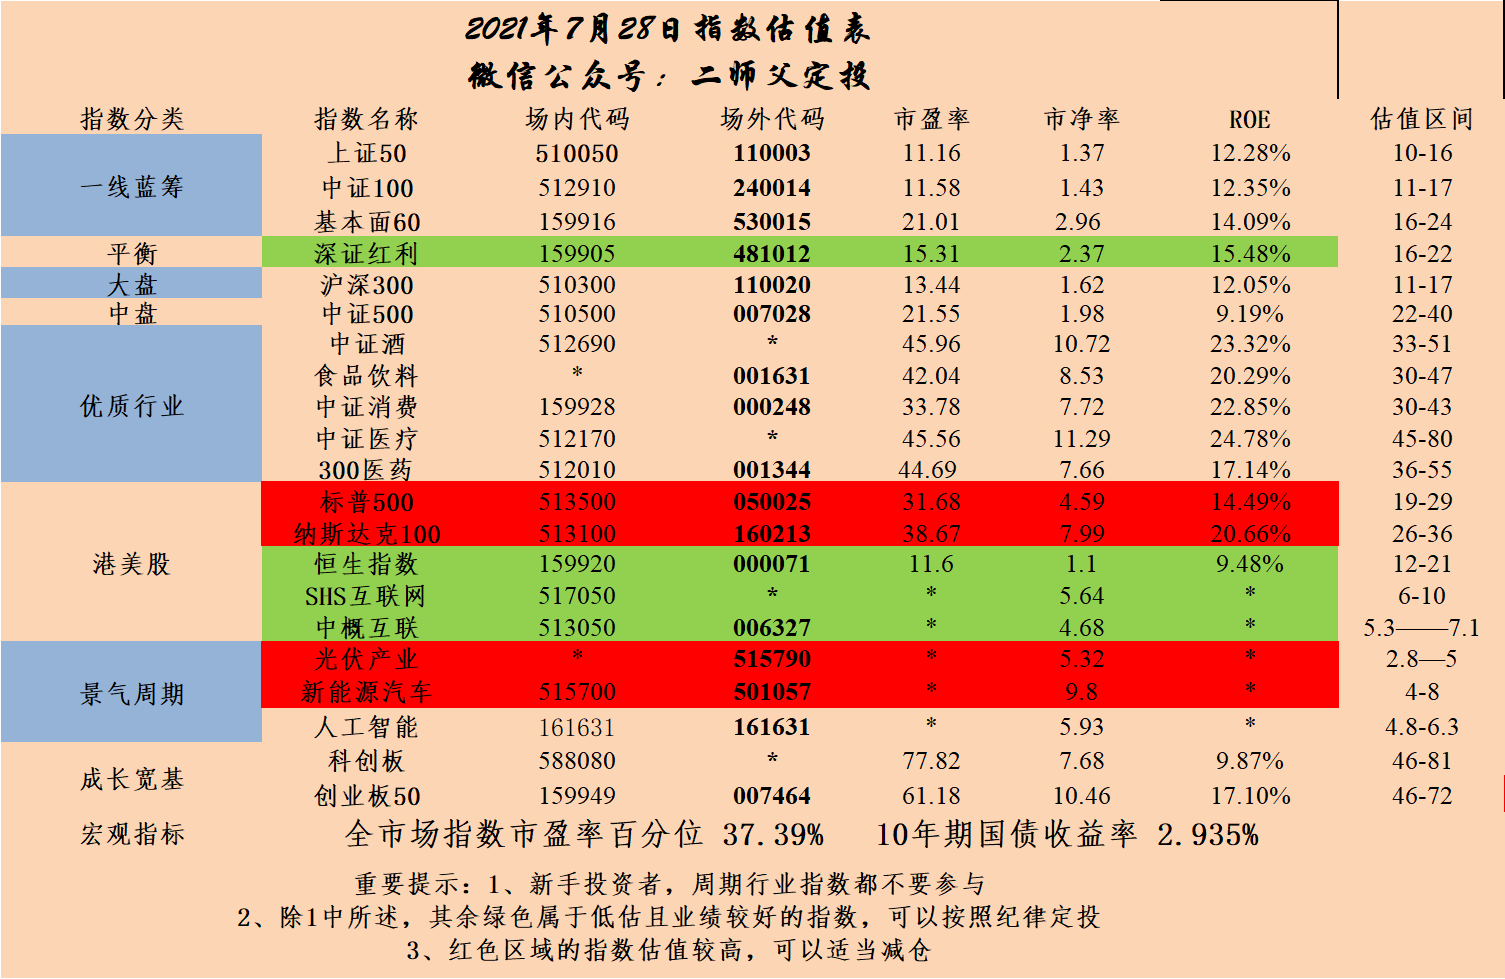 2021年7月28日指数估值表
微信公众号：二师父定投
指数分类 指数名称 场内代码 场外代码 市盈率 市净率 ROE 估值区间
一线蓝筹 上证50 510050 110003 11.16 1.37 12.28% 10-16
中证100 512910 240014 11.58 1.43 12.35% 11-17
基本面60 159916 530015 21.01 2.96 14.09% 16-24
平衡 深证红利 159905 481012 15.31 2.37 15.48% 16-22
大盘 沪深300 510300 110020 13.44 1.62 12.05% 11-17
中盘 中证500 510500 007028 21.55 1.98 9.19% 22-40
优质行业 中证酒 512690 * 45.96 10.72 23.32% 33-51
食品饮料 * 001631 42.04 8.53 20.29% 30-47
中证消费 159928 000248 33.78 7.72 22.85% 30-43
中证医疗 512170 * 45.56 11.29 24.78% 45-80
300医药 512010 001344 44.69 7.66 17.14% 36-55
港美股 标普500 513500 050025 31.68 4.59 14.49% 19-29
纳斯达克100 513100 160213 38.67 7.99 20.66% 26-36
恒生指数 159920 000071 11.6 1.1 9.48% 12-21
SHS互联网 517050 * * 5.64 * 6-10
中概互联 513050 006327 * 4.68 * 5.3——7.1
景气周期 光伏产业 * 515790 * 5.32 * 2.8—5
新能源汽车 515700 501057 * 9.8 * 4-8
人工智能 161631 161631 * 5.93 * 4.8-6.3
成长宽基 科创板 588080 * 77.82 7.68 9.87% 46-81
创业板50 159949 007464 61.18 10.46 17.10% 46-72
宏观指标 全市场指数市盈率百分位 37.39% 10年期国债收益率 2.935%
重要提示：1、新手投资者，周期行业指数都不要参与
2、除1中所述，其余绿色属于低估且业绩较好的指数，可以按照纪律定投
3、红色区域的指数估值较高，可以适当减仓